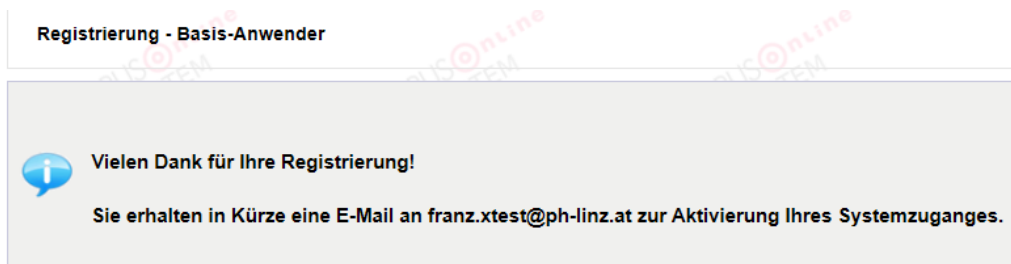 Registrierung - Basis-Anwender
Vielen Dank für Ihre Registrierung!
Sie erhalten in Kürze eine E-Mail an franz.xtest@ph-linz.at zur Aktivierung Ihres Systemzuganges.